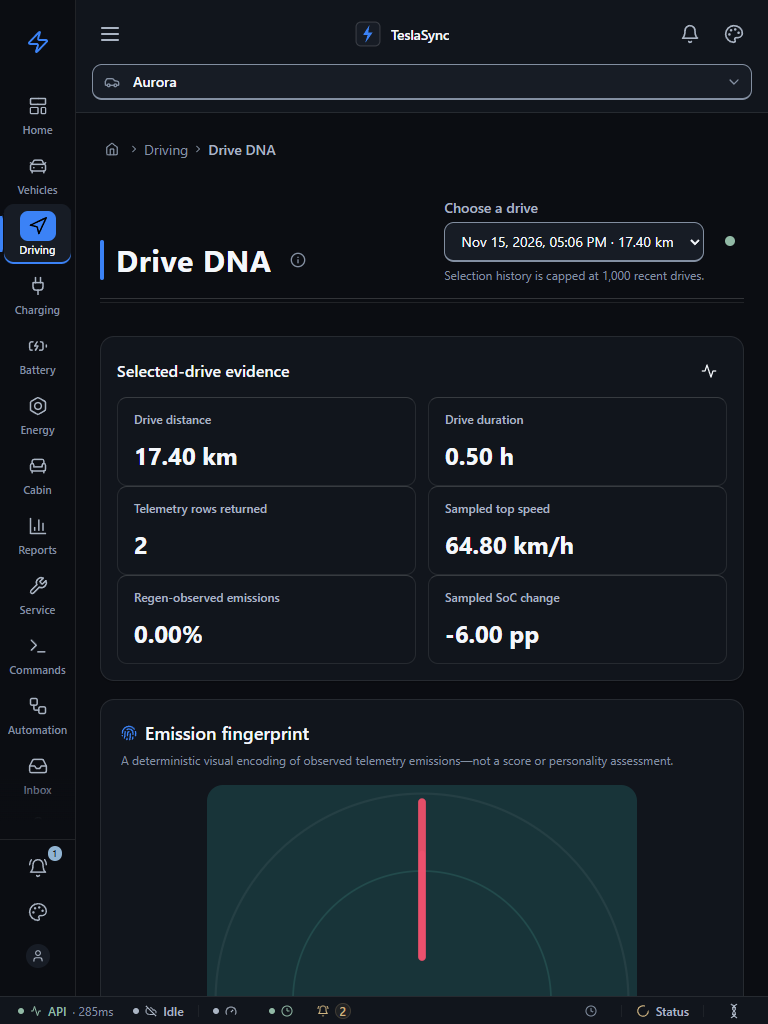 TeslaSync
Aurora
Home
Vehicles
Driving
Charging
Battery
Energy
Cabin
Reports
Service
Commands
Automation
Inbox
1
Driving
Drive DNA
Choose a drive
Drive DNA
Nov 15, 2026, 05:06 PM · 17.40 km
Selection history is capped at 1,000 recent drives.
Selected-drive evidence
Drive distance
17.40 km
Drive duration
0.50 h
Telemetry rows returned
2
Sampled top speed
64.80 km/h
Regen-observed emissions
0.00%
Sampled SoC change
-6.00 pp
Emission fingerprint
A deterministic visual encoding of observed telemetry emissions—not a score or personality assessment.
API · 285ms
Idle
2
Status